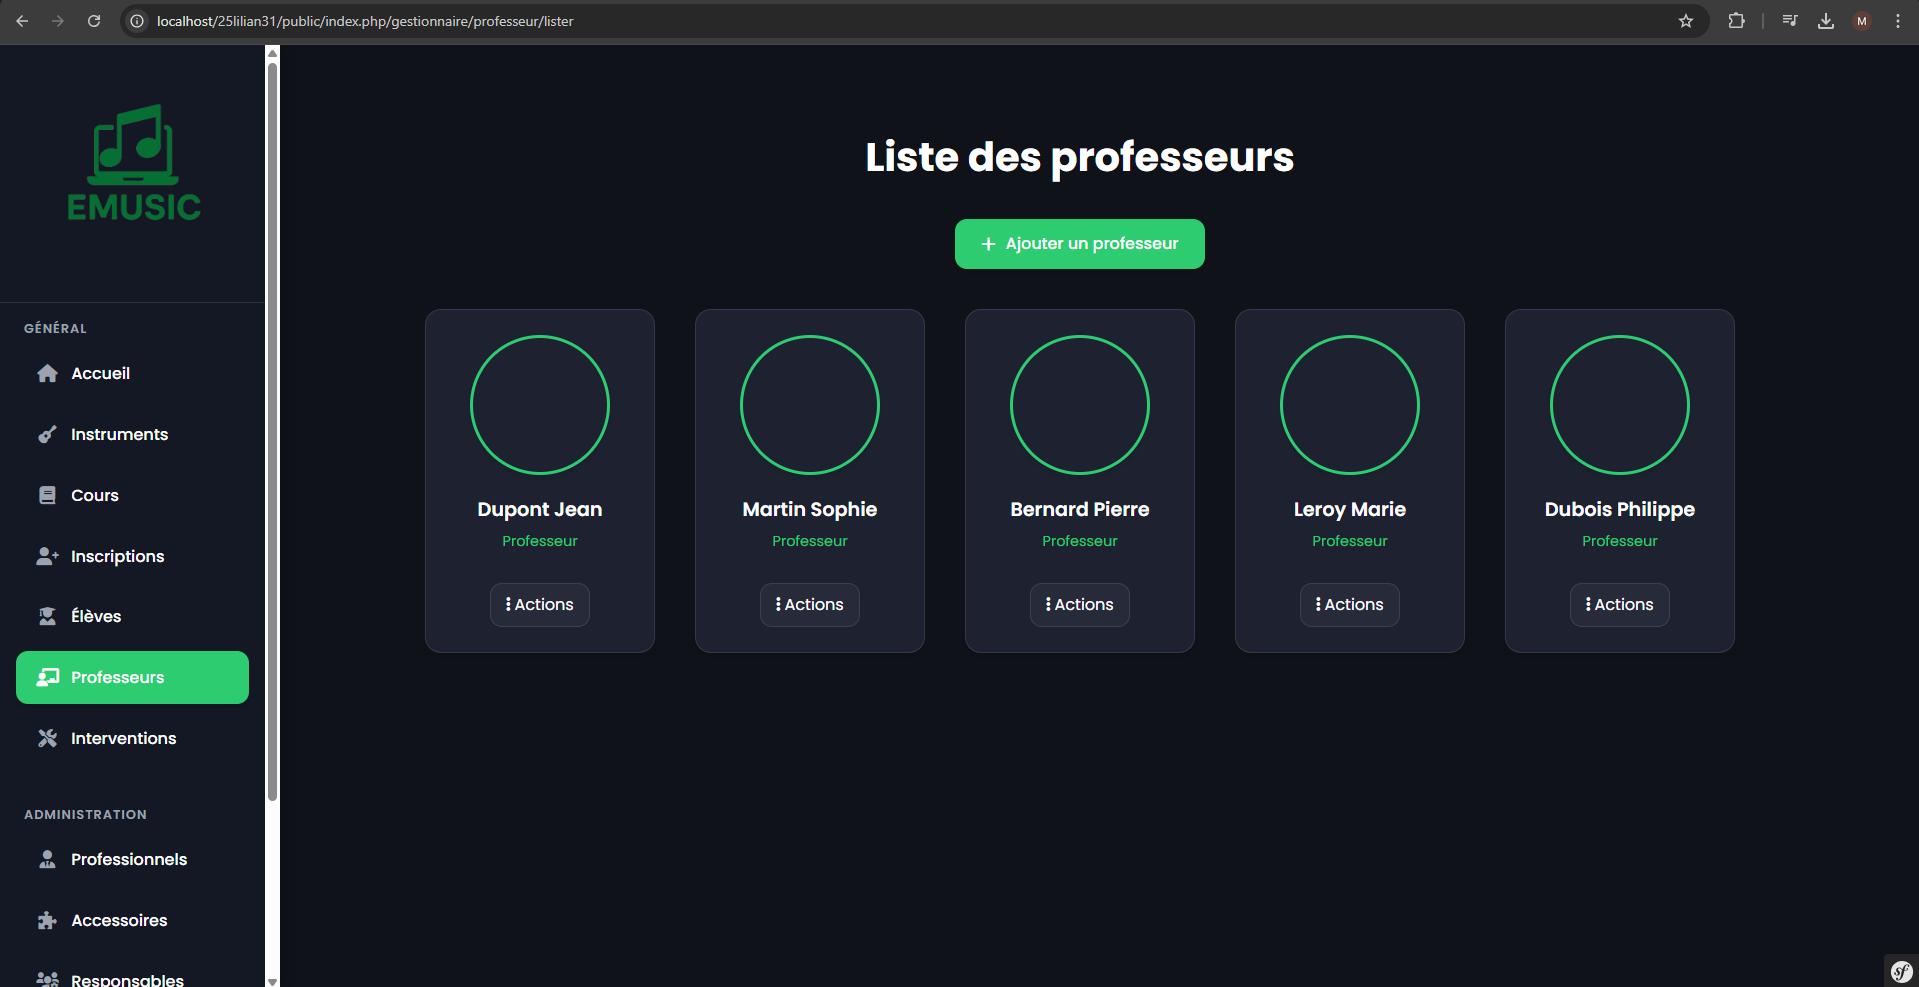 localhost/25lilian31/public/index.php/gestionnaire/professeur/lister
M
EMUSIC
GÉNÉRAL
Accueil
Instruments
Cours
Inscriptions
Élèves
Professeurs
Interventions
ADMINISTRATION
Professionnels
Accessoires
Responsables
Liste des professeurs
+ Ajouter un professeur
Dupont Jean
Professeur
Actions
Martin Sophie
Professeur
Actions
Bernard Pierre
Professeur
Actions
Leroy Marie
Professeur
Actions
Dubois Philippe
Professeur
Actions
sf